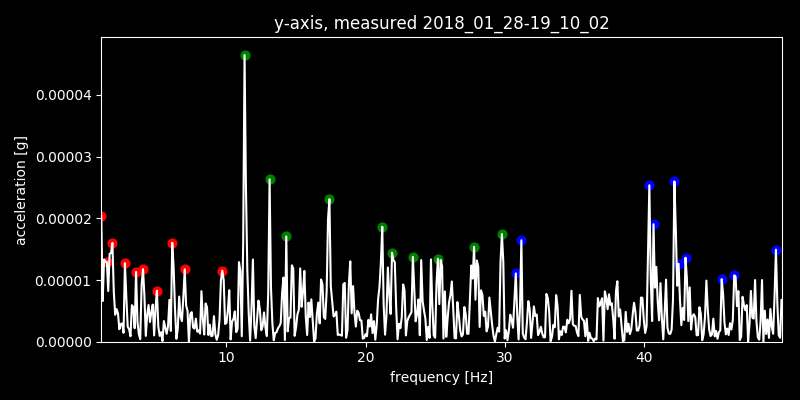 y-axis, measured 2018_01_28-19_10_02
acceleration [g]
0.00004
0.00003
0.00002
0.00001
0.00000
10 20 30 40
frequency [Hz]